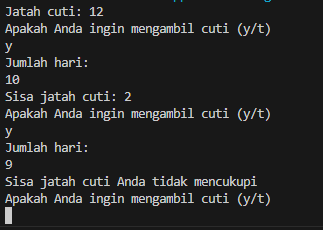 Jatah cuti: 12
Apakah Anda ingin mengambil cuti (y/t)
y
Jumlah hari:
10
Sisa jatah cuti: 2
Apakah Anda ingin mengambil cuti (y/t)
y
Jumlah hari:
9
Sisa jatah cuti Anda tidak mencukupi
Apakah Anda ingin mengambil cuti (y/t)